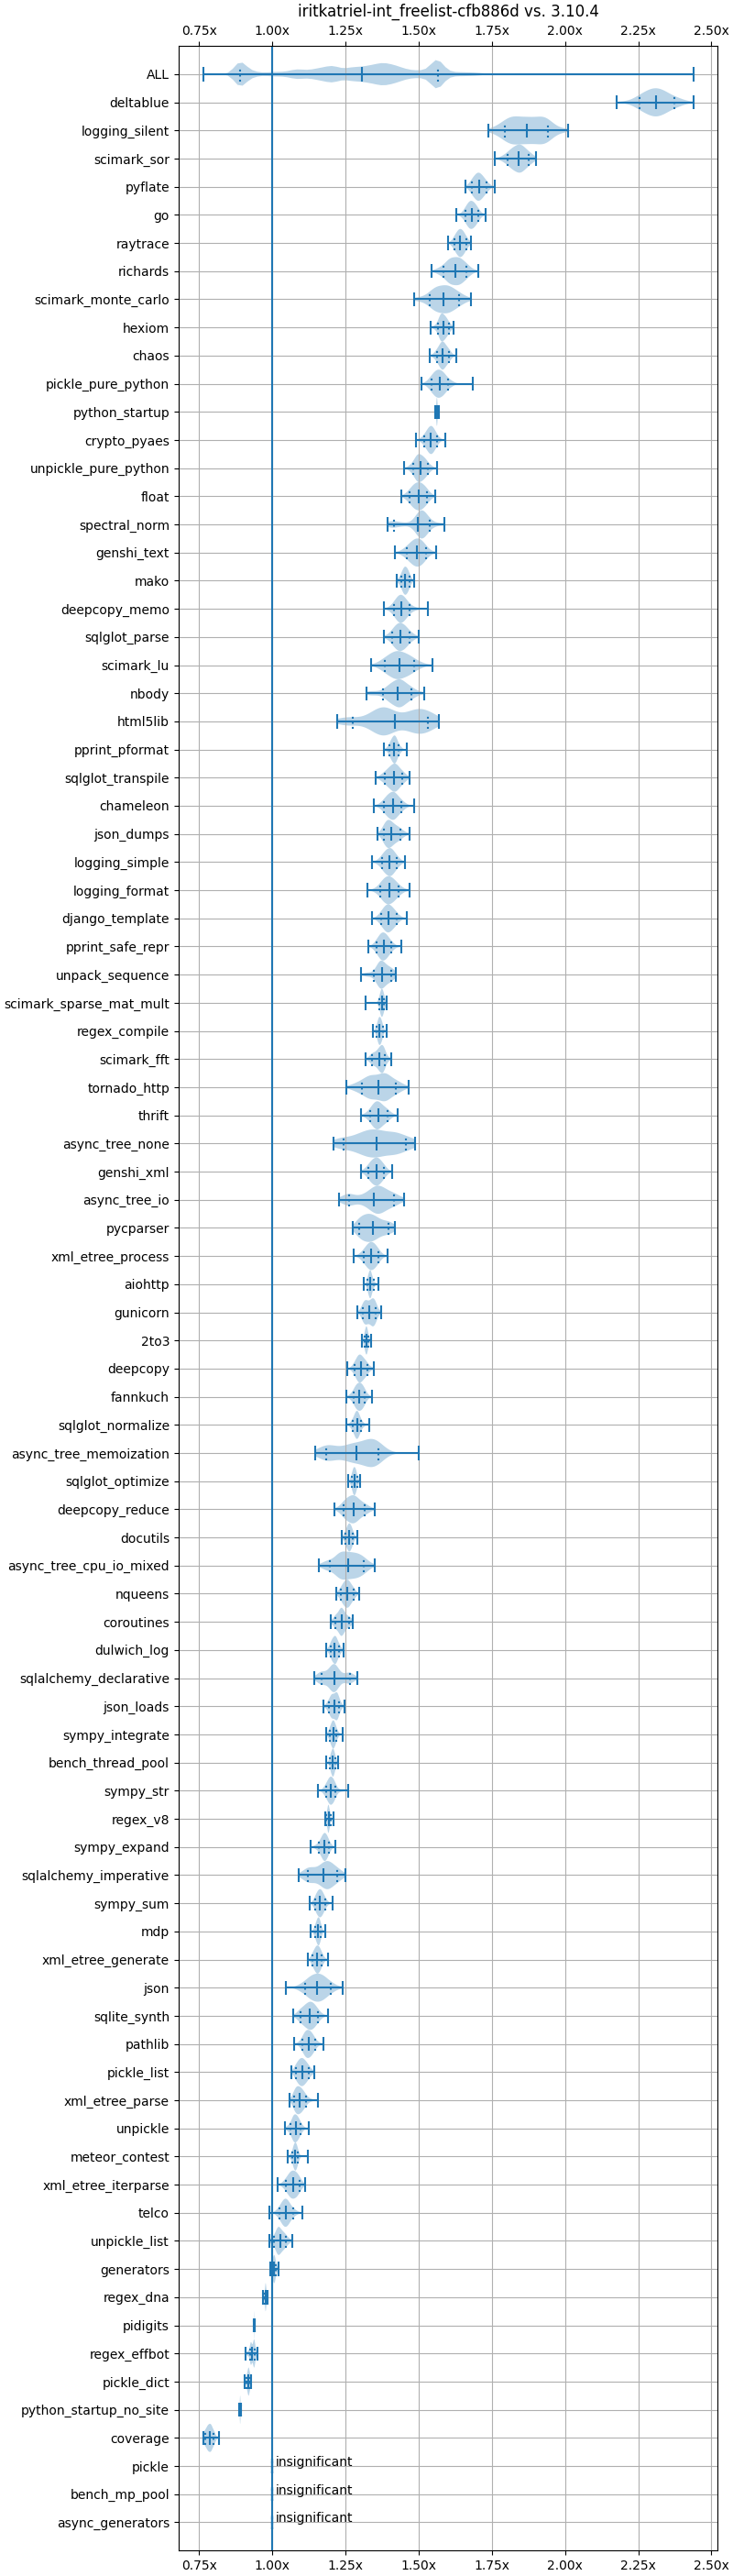 iritkatriel-int_freelist-cfb886d vs. 3.10.4
0.75x 1.00x 1.25x 1.50x 1.75x 2.00x 2.25x 2.50x
ALL
deltablue
logging_silent
scimark_sor
pyflate
go
raytrace
richards
scimark_monte_carlo
hexiom
chaos
pickle_pure_python
python_startup
crypto_pyaes
unpickle_pure_python
float
spectral_norm
genshi_text
mako
deepcopy_memo
sqlglot_parse
scimark_lu
nbody
html5lib
pprint_pformat
sqlglot_transpile
chameleon
json_dumps
logging_simple
logging_format
django_template
pprint_safe_repr
unpack_sequence
scimark_sparse_mat_mult
regex_compile
scimark_fft
tornado_http
thrift
async_tree_none
genshi_xml
async_tree_io
pycparser
xml_etree_process
aiohttp
gunicorn
2to3
deepcopy
fannkuch
sqlglot_normalize
async_tree_memoization
sqlglot_optimize
deepcopy_reduce
docutils
async_tree_cpu_io_mixed
nqueens
coroutines
dulwich_log
sqlalchemy_declarative
json_loads
sympy_integrate
bench_thread_pool
sympy_str
regex_v8
sympy_expand
sqlalchemy_imperative
sympy_sum
mdp
xml_etree_generate
json
sqlite_synth
pathlib
pickle_list
xml_etree_parse
unpickle
meteor_contest
xml_etree_iterparse
telco
unpickle_list
generators
regex_dna
pidigits
regex_effbot
pickle_dict
python_startup_no_site
coverage
pickle insignificant
bench_mp_pool insignificant
async_generators insignificant
0.75x 1.00x 1.25x 1.50x 1.75x 2.00x 2.25x 2.50x